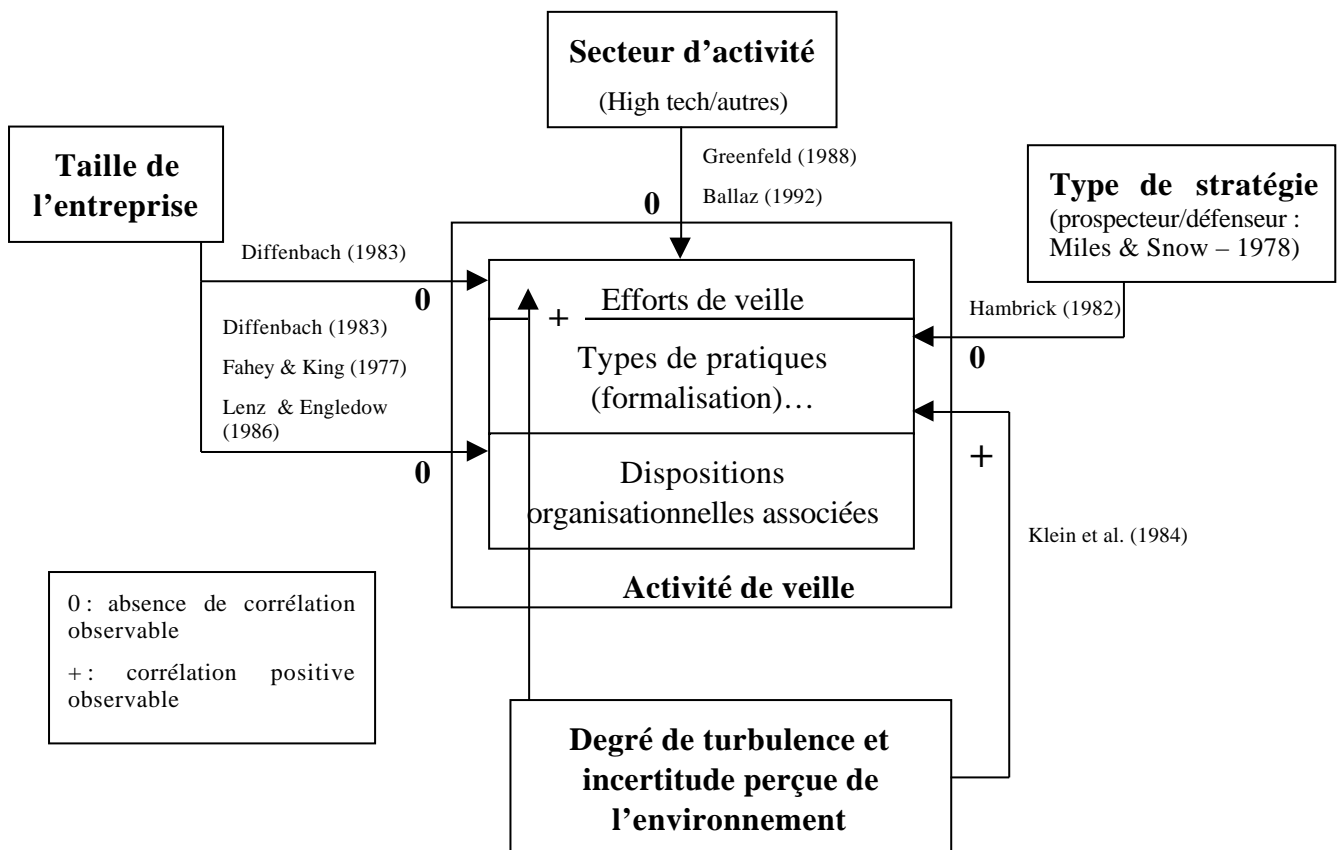 Secteur d’activité
(High tech/autres)
Taille de
l’entreprise
Greenfeld (1988)
Ballaz (1992)
0
Type de stratégie
(prospecteur/défenseur :
Miles & Snow – 1978)
Diffenbach (1983)
0
Diffenbach (1983)
Fahey & King (1977)
Lenz & Engledow
(1986)
0
Efforts de veille
+
Types de pratiques
(formalisation)…
Dispositions
organisationnelles associées
Activité de veille
Hambrick (1982)
0
+
Klein et al. (1984)
0 : absence de corrélation
observable
+ : corrélation positive
observable
Degré de turbulence et
incertitude perçue de
l’environnement